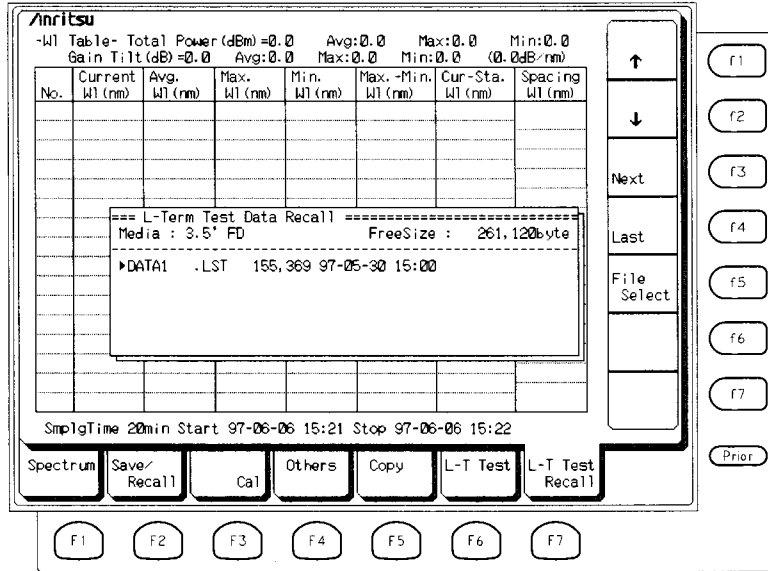 Anritsu
-Wl Table- Total Power(dBm)=0.0 Avg:0.0 Max:0.0 Min:0.0
Gain Tilt(dB)=0.0 Avg:0.0 Max:0.0 Min:0.0 (0.0dB/nm)
No. Current Wl(nm) Avg. Wl(nm) Max. Wl(nm) Min. Wl(nm) Max.-Min. Wl(nm) Cur-Sta. Wl(nm) Spacing Wl(nm)
=== L-Term Test Data Recall ===
Media : 3.5" FD FreeSize : 261,120byte
▶DATA1 .LST 155,369 97-05-30 15:00
SmplgTime 20min Start 97-06-06 15:21 Stop 97-06-06 15:22
↑
↓
Next
Last
File
Select
Spectrum
Save/
Recall
Cal
Others
Copy
L-T Test
L-T Test
Recall
f1
f2
f3
f4
f5
f6
f7
Prior
F1 F2 F3 F4 F5 F6 F7